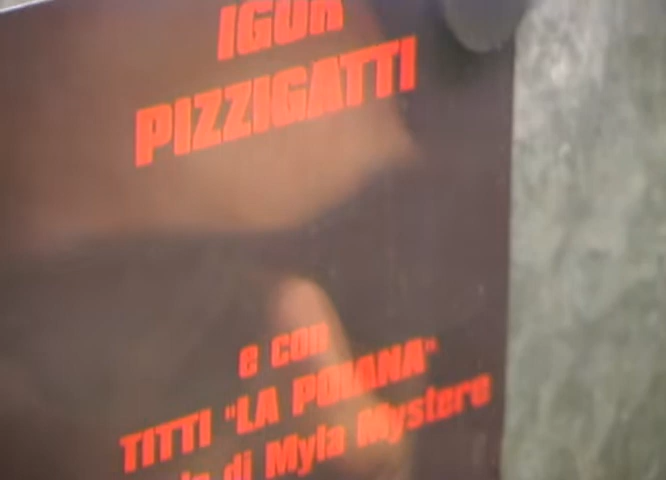 IGOR
PIZZIGATTI
e con
TITTI "LA POIANA"
di Myla Mystere